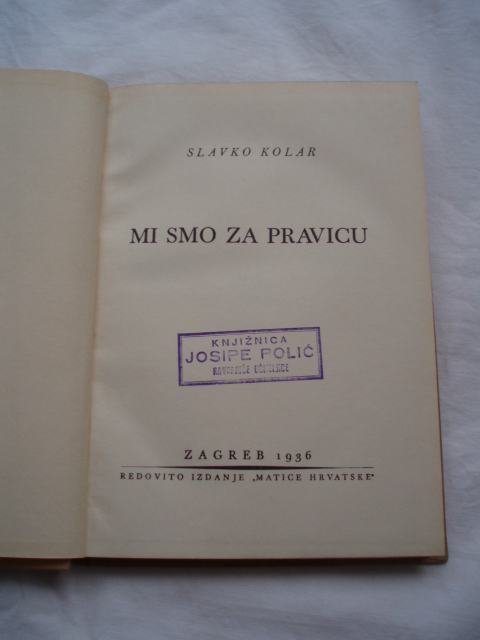 SLAVKO KOLAR
MI SMO ZA PRAVICU
KNJIŽNICA
JOSIPE POLIĆ
ZAGREB 1936
REDOVITO IZDANJE „MATICE HRVATSKE“